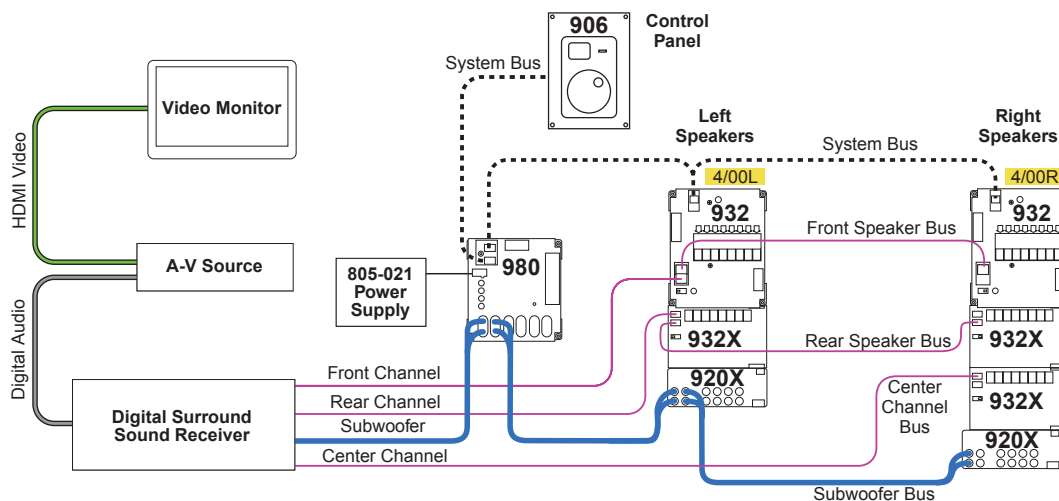 906
Control
Panel
System Bus
Video Monitor
HDMI Video
Left
Speakers
Right
Speakers
System Bus
4/00L
4/00R
932
932
Front Speaker Bus
A-V Source
980
805-021
Power
Supply
932X
Rear Speaker Bus
932X
Digital Audio
Front Channel
920X
Center
Channel
Bus
932X
Rear Channel
Digital Surround
Sound Receiver
Subwoofer
920X
Center Channel
Subwoofer Bus